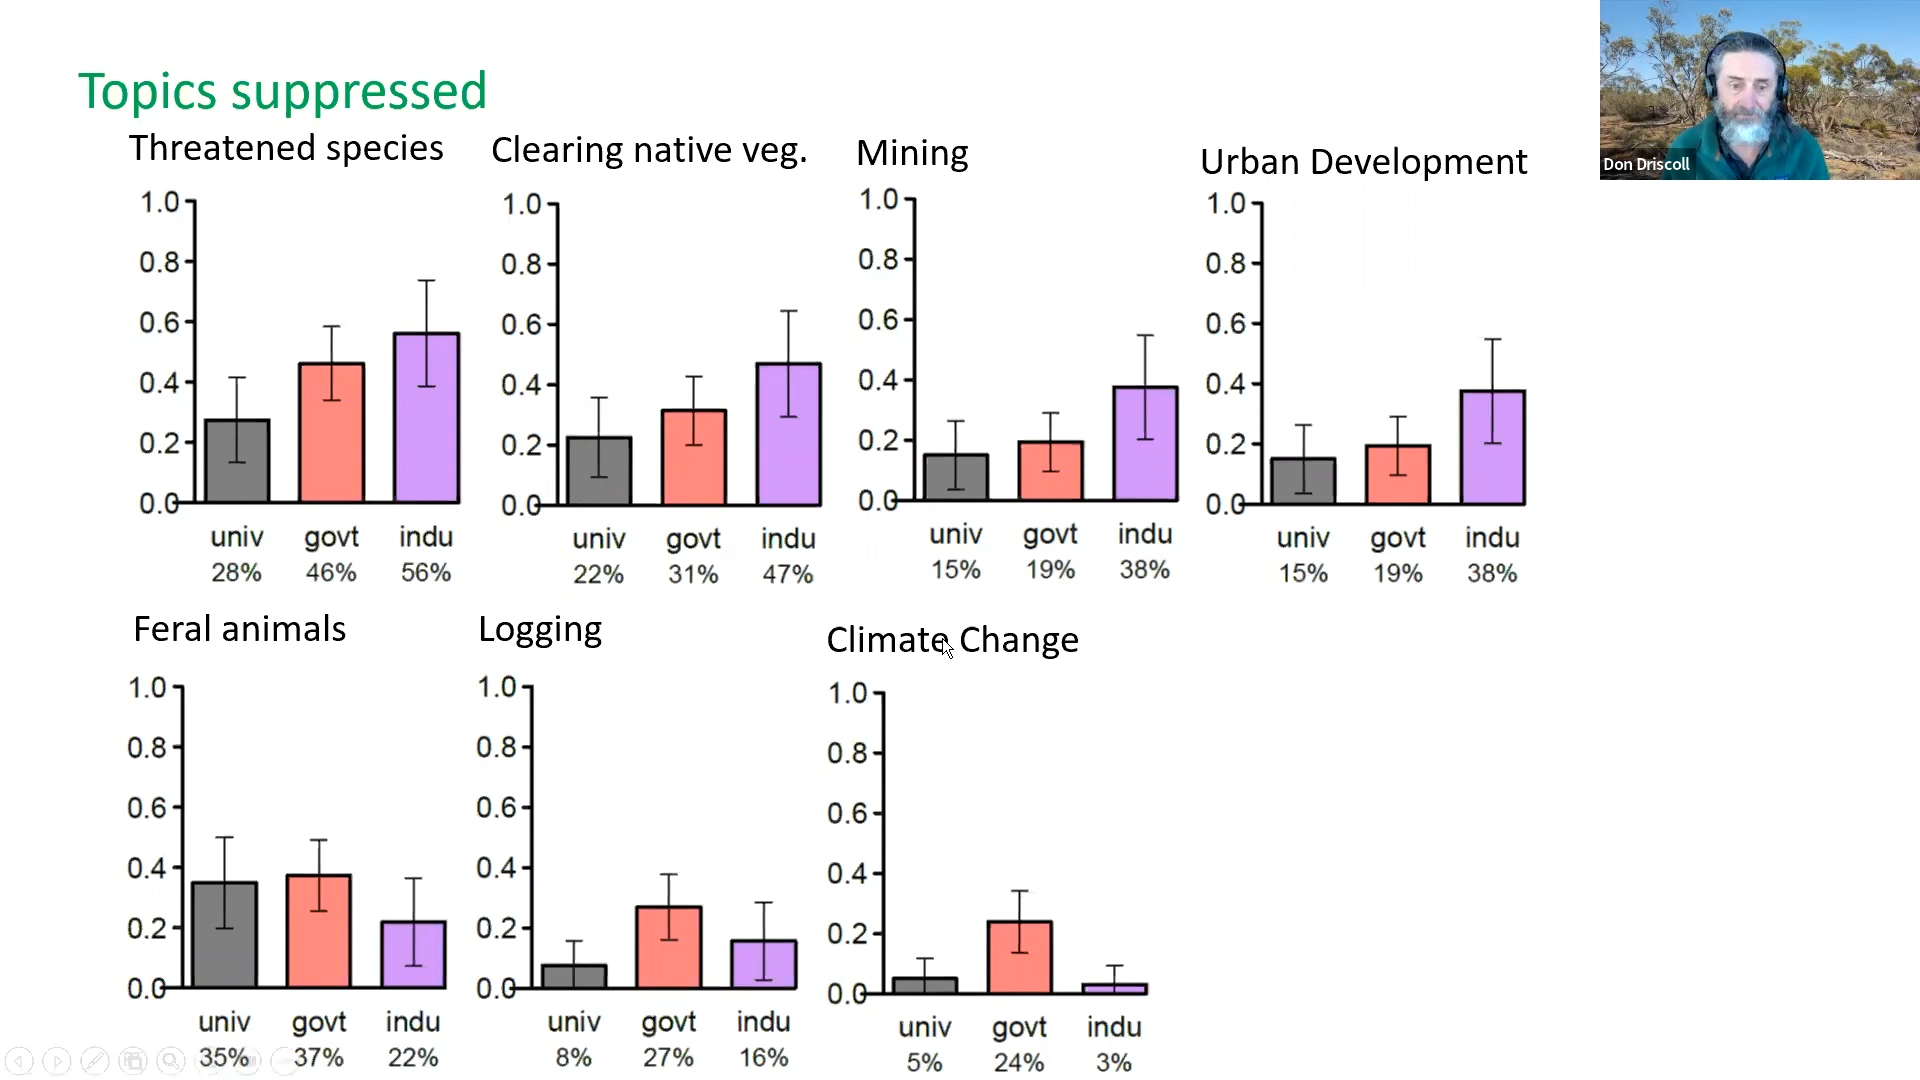 Topics suppressed
Don Driscoll
Threatened species
1.0
0.8
0.6
0.4
0.2
0.0
univ govt indu
28% 46% 56%
Clearing native veg.
1.0
0.8
0.6
0.4
0.2
0.0
univ govt indu
22% 31% 47%
Mining
1.0
0.8
0.6
0.4
0.2
0.0
univ govt indu
15% 19% 38%
Urban Development
1.0
0.8
0.6
0.4
0.2
0.0
univ govt indu
15% 19% 38%
Feral animals
1.0
0.8
0.6
0.4
0.2
0.0
univ govt indu
35% 37% 22%
Logging
1.0
0.8
0.6
0.4
0.2
0.0
univ govt indu
8% 27% 16%
Climate Change
1.0
0.8
0.6
0.4
0.2
0.0
univ govt indu
5% 24% 3%